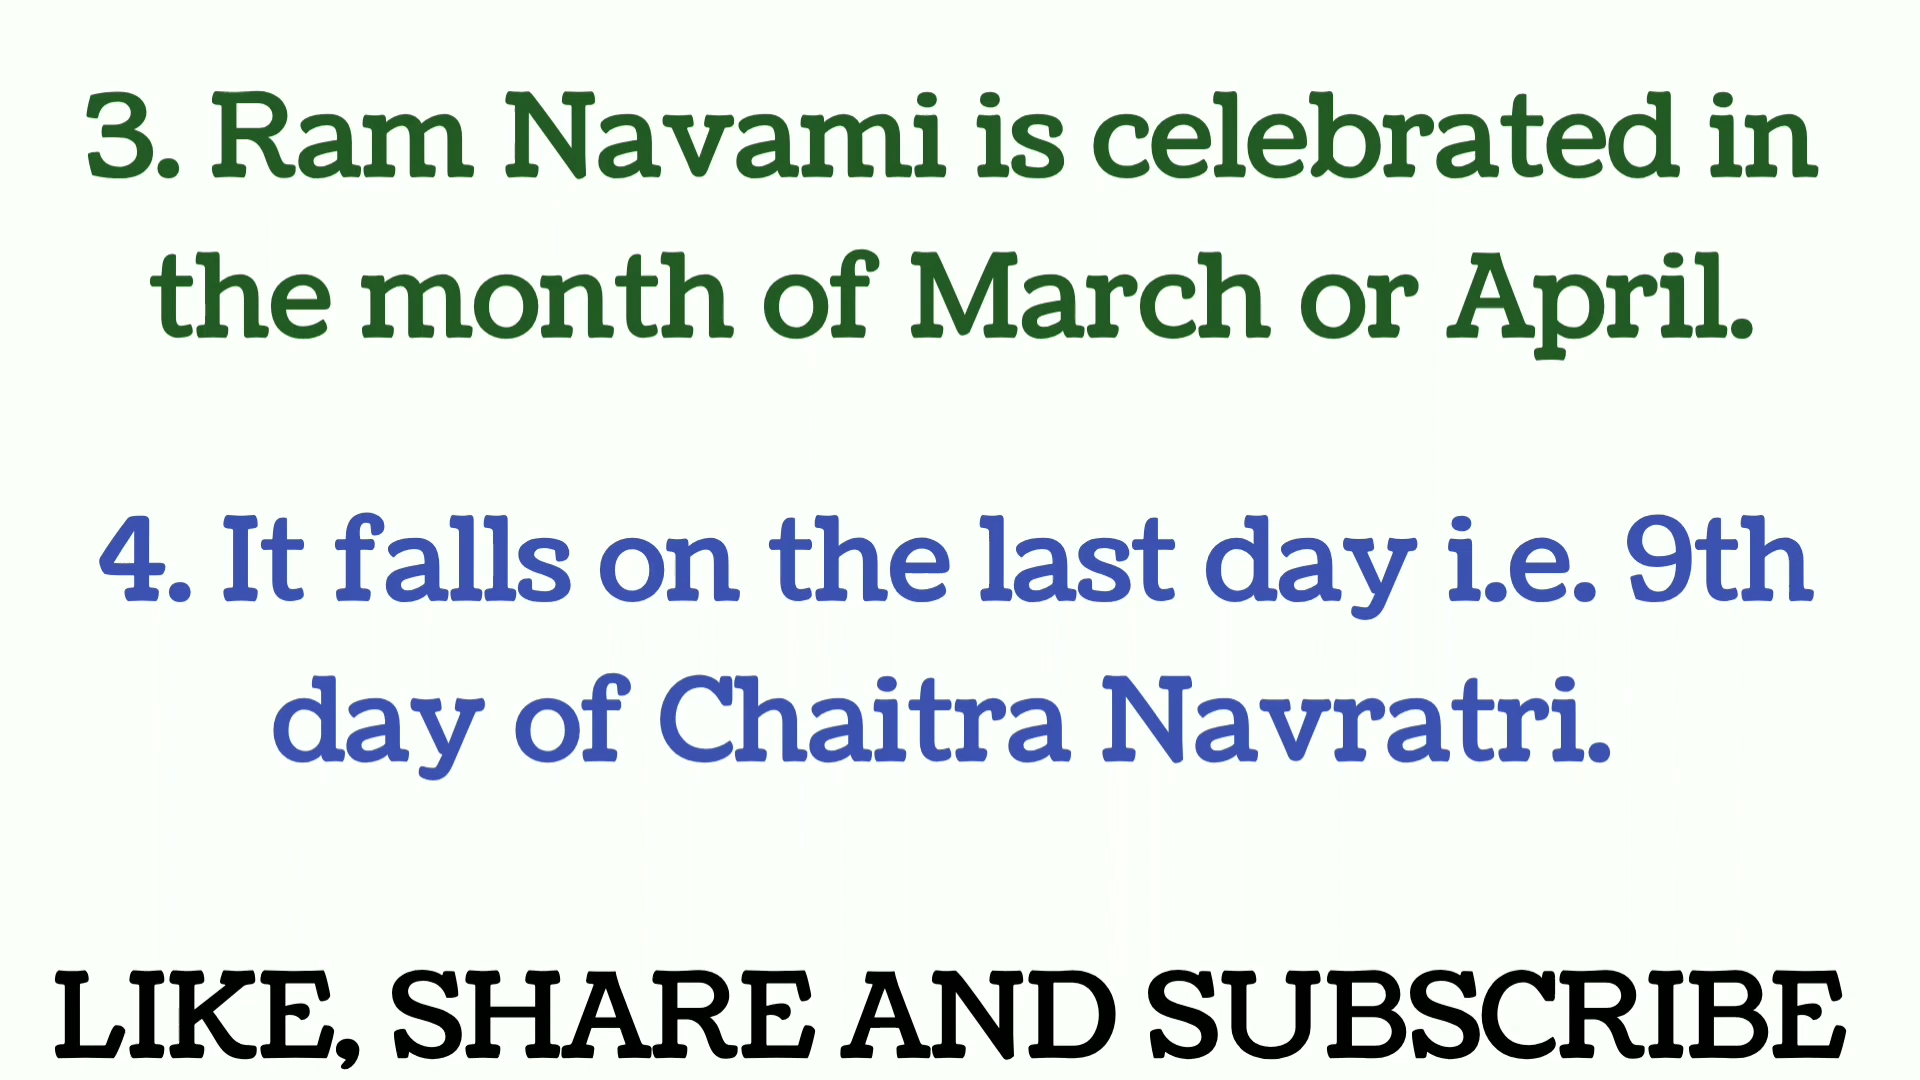 3. Ram Navami is celebrated in
the month of March or April.
4. It falls on the last day i.e. 9th
day of Chaitra Navratri.
LIKE, SHARE AND SUBSCRIBE